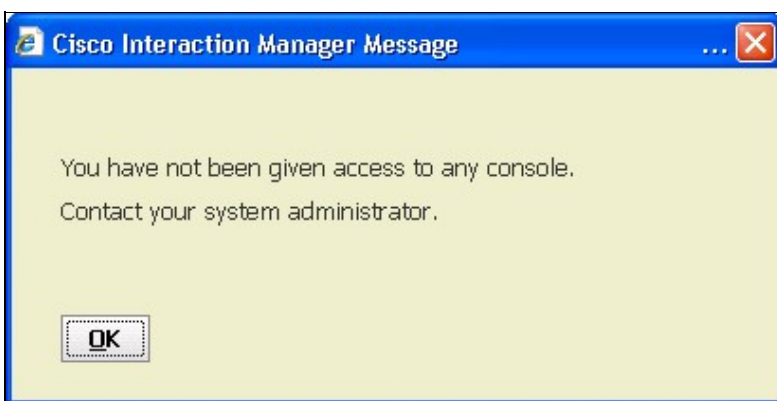 Cisco Interaction Manager Message ...
You have not been given access to any console.
Contact your system administrator.
OK